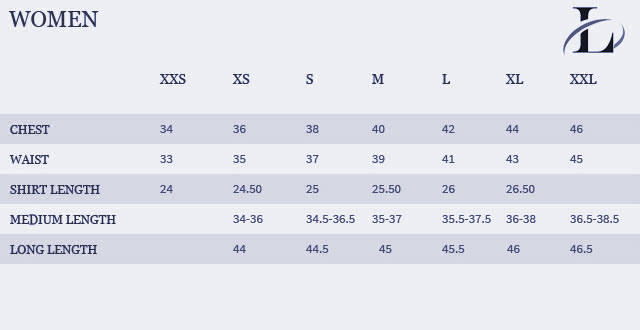 WOMEN
L
XXS XS S M L XL XXL
CHEST 34 36 38 40 42 44 46
WAIST 33 35 37 39 41 43 45
SHIRT LENGTH 24 24.50 25 25.50 26 26.50
MEDIUM LENGTH 34-36 34.5-36.5 35-37 35.5-37.5 36-38 36.5-38.5
LONG LENGTH 44 44.5 45 45.5 46 46.5